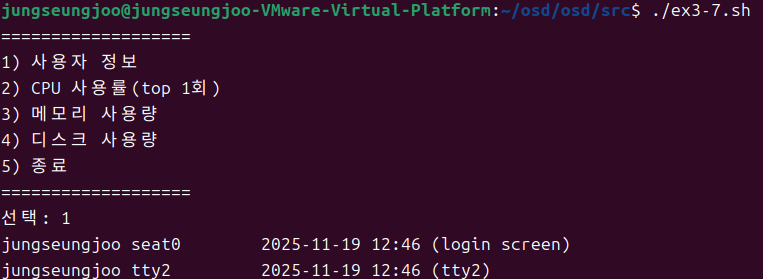 jungseungjoo@jungseungjoo-VMware-Virtual-Platform:~/osd/osd/src$ ./ex3-7.sh
===================
1) 사용자 정보
2) CPU 사용률(top 1회)
3) 메모리 사용량
4) 디스크 사용량
5) 종료
===================
선택: 1
jungseungjoo seat0        2025-11-19 12:46 (login screen)
jungseungjoo tty2         2025-11-19 12:46 (tty2)